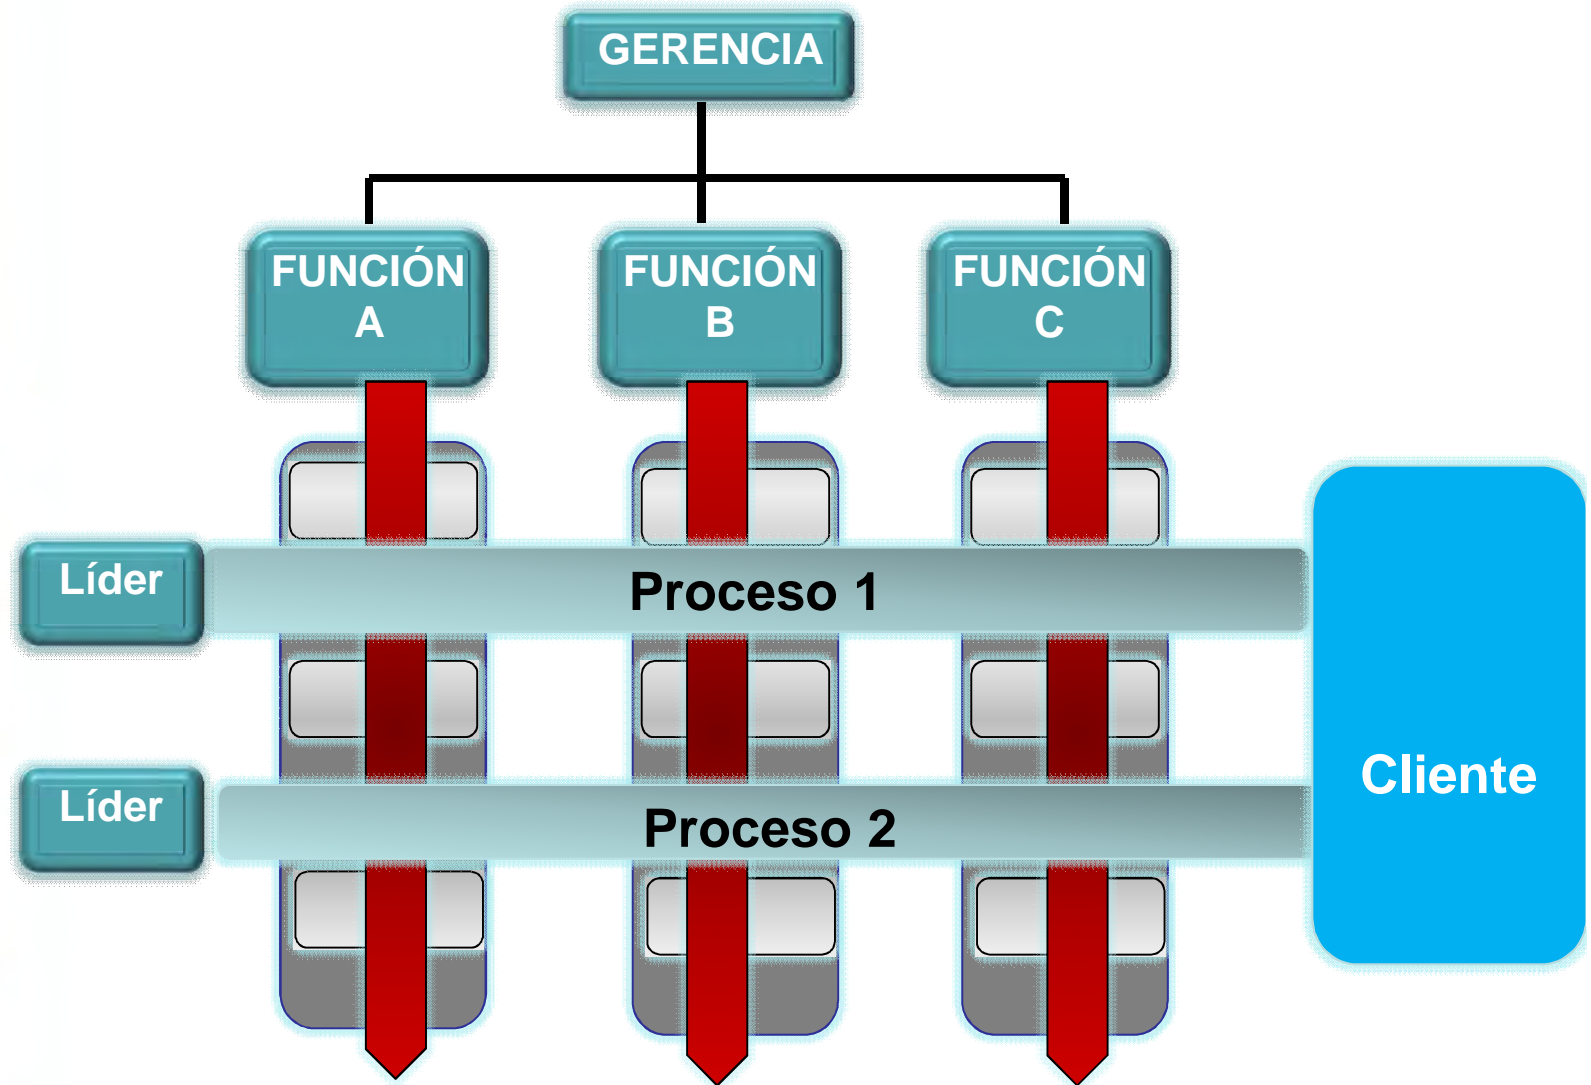 GERENCIA
FUNCIÓN
A
FUNCIÓN
B
FUNCIÓN
C
Líder
Proceso 1
Líder
Proceso 2
Cliente